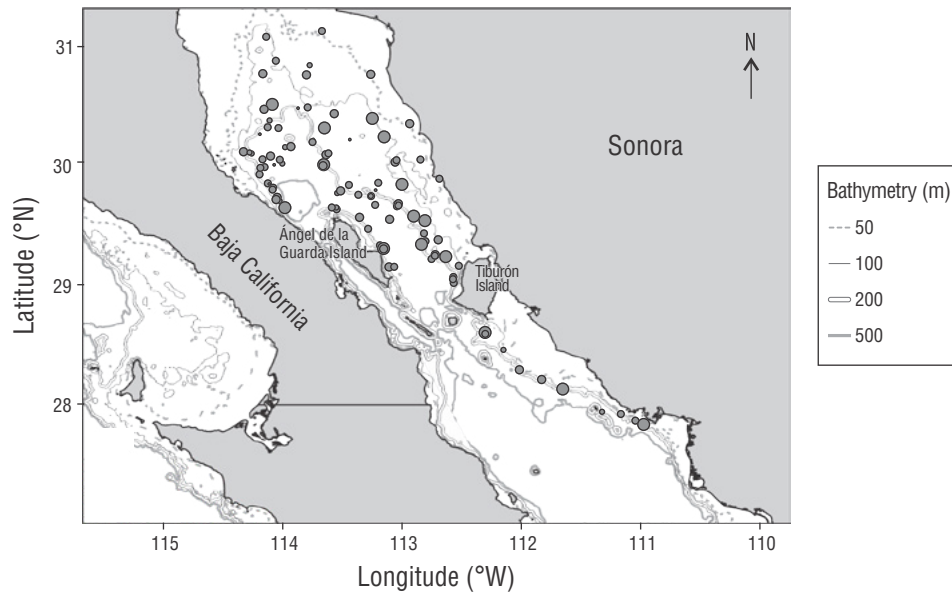 31
30
29
28
Latitude (°N)
115
114
113
112
111
110
Longitude (°W)
N
Sonora
Baja California
Ángel de la
Guarda Island
Tiburón
Island
Bathymetry (m)
50
100
200
500